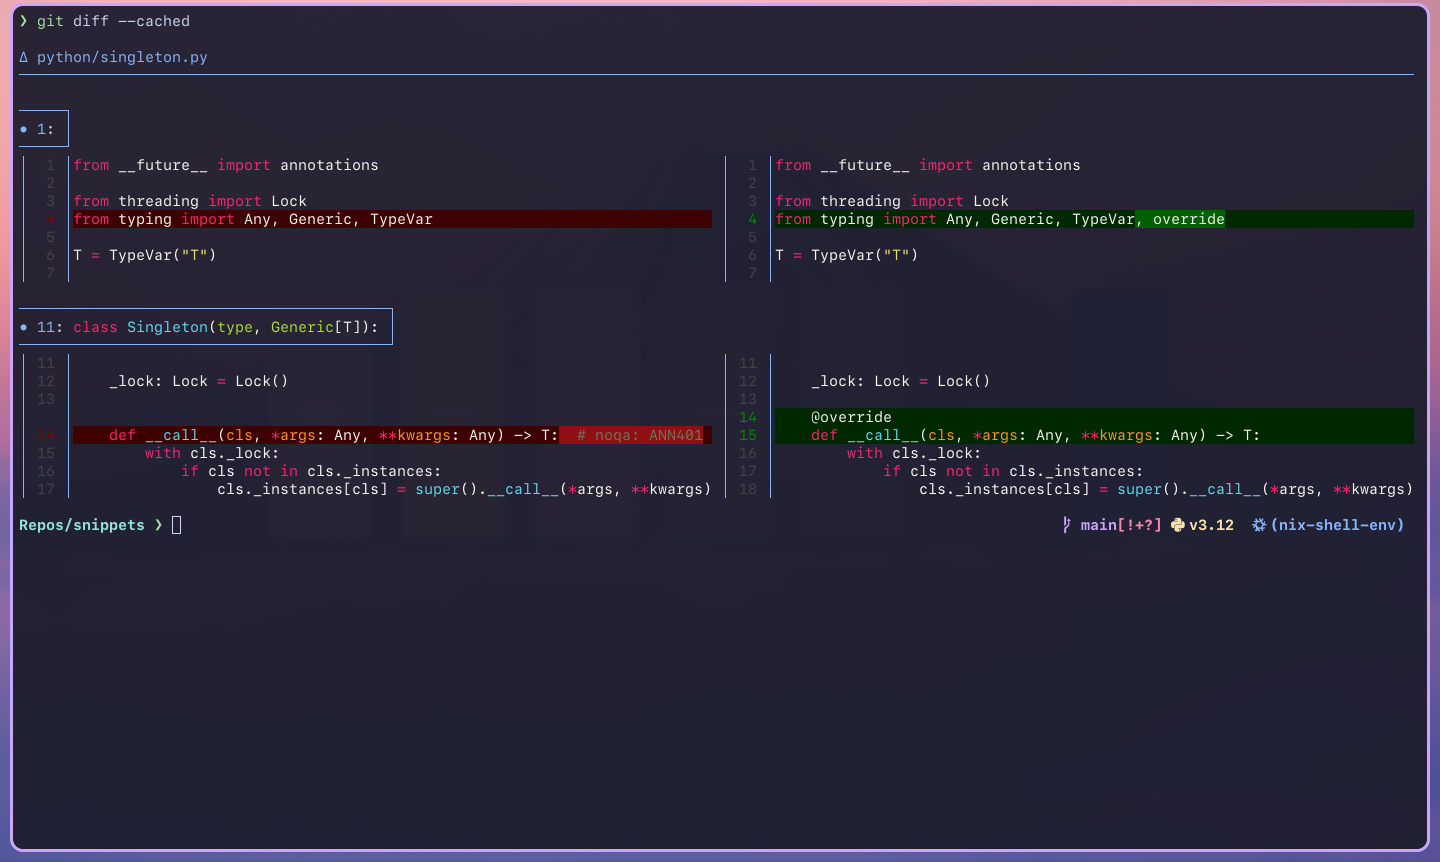 ❯ git diff --cached
Δ python/singleton.py
• 1:
1 from __future__ import annotations
2
3 from threading import Lock
4 from typing import Any, Generic, TypeVar
5
6 T = TypeVar("T")
7
1 from __future__ import annotations
2
3 from threading import Lock
4 from typing import Any, Generic, TypeVar, override
5
6 T = TypeVar("T")
7
• 11: class Singleton(type, Generic[T]):
11
12 _lock: Lock = Lock()
13
14 def __call__(cls, *args: Any, **kwargs: Any) -> T:  # noqa: ANN401
15 with cls._lock:
16 if cls not in cls._instances:
17 cls._instances[cls] = super().__call__(*args, **kwargs)
11
12 _lock: Lock = Lock()
13
14 @override
15 def __call__(cls, *args: Any, **kwargs: Any) -> T:
16 with cls._lock:
17 if cls not in cls._instances:
18 cls._instances[cls] = super().__call__(*args, **kwargs)
Repos/snippets ❯ main[!+?] v3.12 (nix-shell-env)